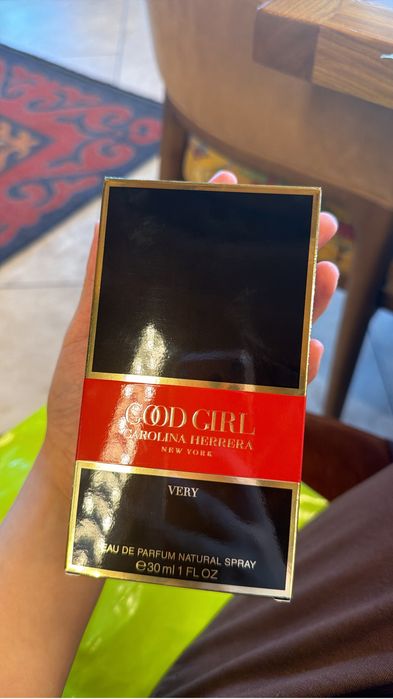 GOOD GIRL
CAROLINA HERRERA
NEW YORK
VERY
EAU DE PARFUM NATURAL SPRAY
℮30 ml 1 FL OZ